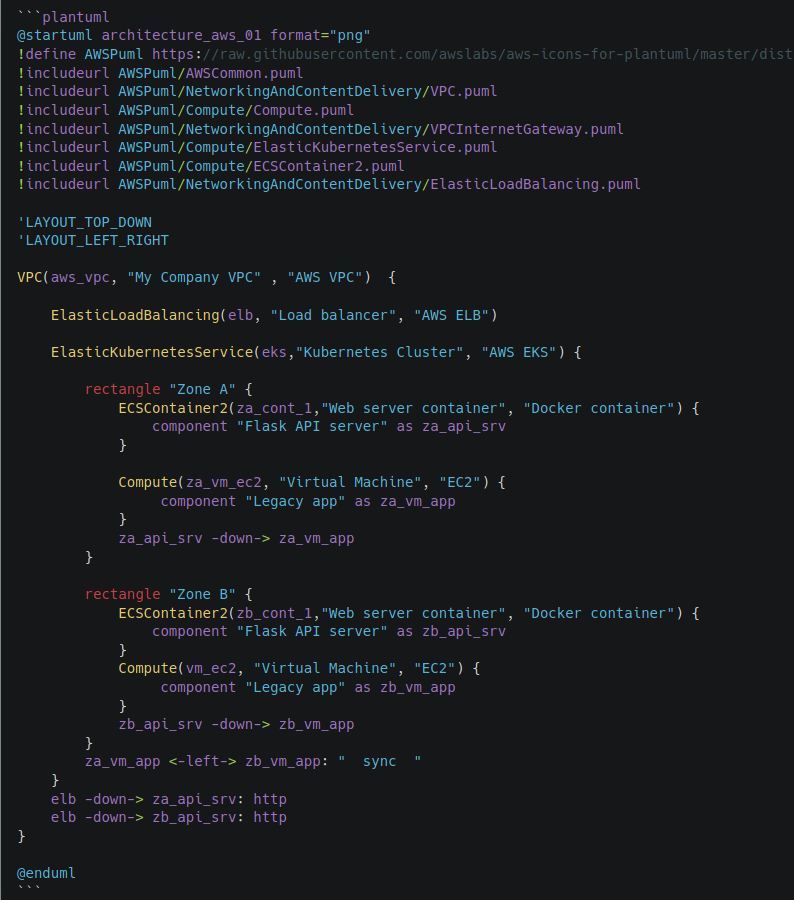 ```plantuml
@startuml architecture_aws_01 format="png"
!define AWSPuml https://raw.githubusercontent.com/awslabs/aws-icons-for-plantuml/master/dist
!includeurl AWSPuml/AWSCommon.puml
!includeurl AWSPuml/NetworkingAndContentDelivery/VPC.puml
!includeurl AWSPuml/Compute/Compute.puml
!includeurl AWSPuml/NetworkingAndContentDelivery/VPCInternetGateway.puml
!includeurl AWSPuml/Compute/ElasticKubernetesService.puml
!includeurl AWSPuml/Compute/ECSContainer2.puml
!includeurl AWSPuml/NetworkingAndContentDelivery/ElasticLoadBalancing.puml

'LAYOUT_TOP_DOWN
'LAYOUT_LEFT_RIGHT

VPC(aws_vpc, "My Company VPC" , "AWS VPC")  {

    ElasticLoadBalancing(elb, "Load balancer", "AWS ELB")

    ElasticKubernetesService(eks,"Kubernetes Cluster", "AWS EKS") {

        rectangle "Zone A" {
            ECSContainer2(za_cont_1,"Web server container", "Docker container") {
                component "Flask API server" as za_api_srv
            }

            Compute(za_vm_ec2, "Virtual Machine", "EC2") {
                 component "Legacy app" as za_vm_app
            }
            za_api_srv -down-> za_vm_app
        }

        rectangle "Zone B" {
            ECSContainer2(zb_cont_1,"Web server container", "Docker container") {
                component "Flask API server" as zb_api_srv
            }
            Compute(vm_ec2, "Virtual Machine", "EC2") {
                 component "Legacy app" as zb_vm_app
            }
            zb_api_srv -down-> zb_vm_app
        }
        za_vm_app <-left-> zb_vm_app: "  sync  "
    }
    elb -down-> za_api_srv: http
    elb -down-> zb_api_srv: http
}

@enduml
```